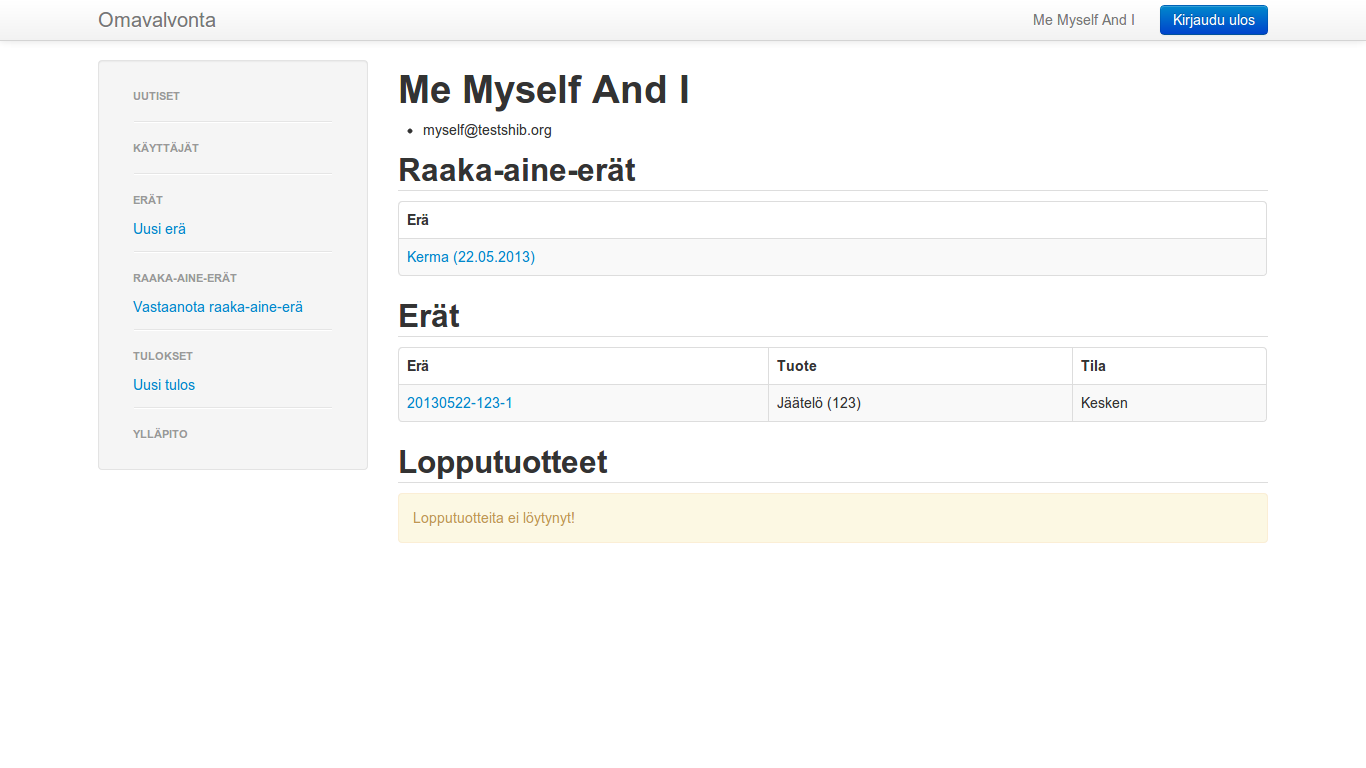 Omavalvonta
Me Myself And I
Kirjaudu ulos
UUTISET
KÄYTTÄJÄT
ERÄT
Uusi erä
RAAKA-AINE-ERÄT
Vastaanota raaka-aine-erä
TULOKSET
Uusi tulos
YLLÄPITO
Me Myself And I
• myself@testshib.org
Raaka-aine-erät
Erä
Kerma (22.05.2013)
Erät
Erä Tuote Tila
20130522-123-1 Jäätelö (123) Kesken
Lopputuotteet
Lopputuotteita ei löytynyt!